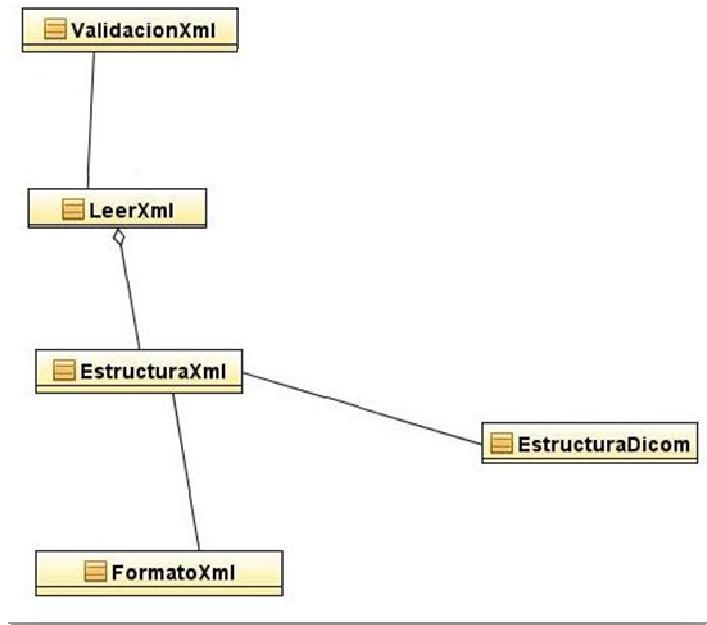 ValidacionXml
LeerXml
EstructuraXml
EstructuraDicom
FormatoXml